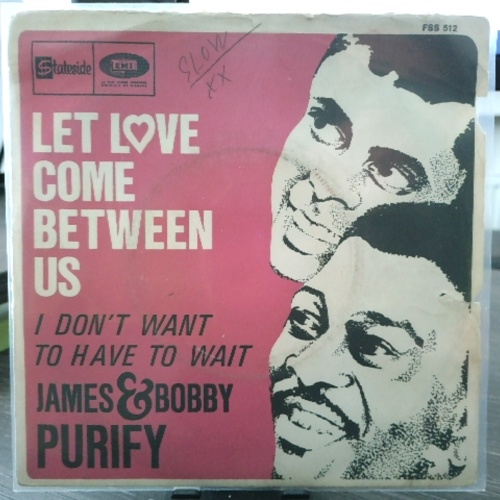 FSS 512
Stateside
EMI
SLOW
XX
LET LOVE
COME
BETWEEN
US
I DON'T WANT
TO HAVE TO WAIT
JAMES & BOBBY
PURIFY